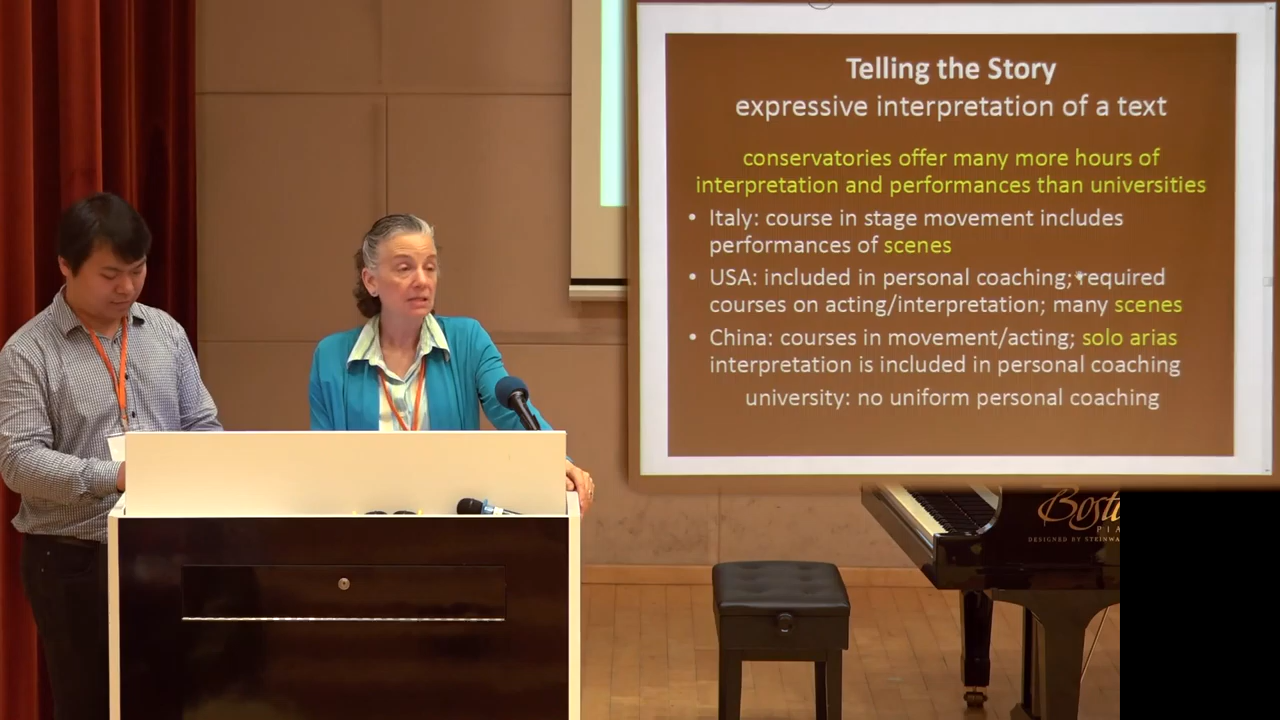 Telling the Story
expressive interpretation of a text
conservatories offer many more hours of
interpretation and performances than universities
• Italy: course in stage movement includes
performances of scenes
• USA: included in personal coaching; required
courses on acting/interpretation; many scenes
• China: courses in movement/acting; solo arias
interpretation is included in personal coaching
university: no uniform personal coaching
DESIGNED BY